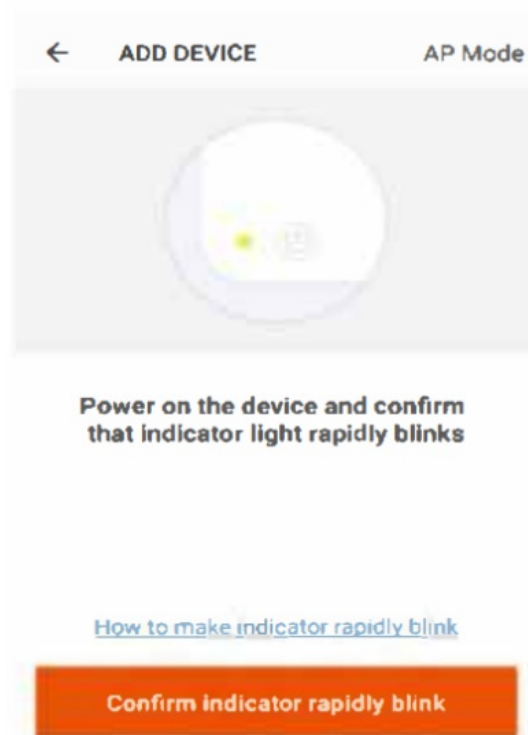 ← ADD DEVICE AP Mode
Power on the device and confirm
that indicator light rapidly blinks
How to make indicator rapidly blink
Confirm indicator rapidly blink